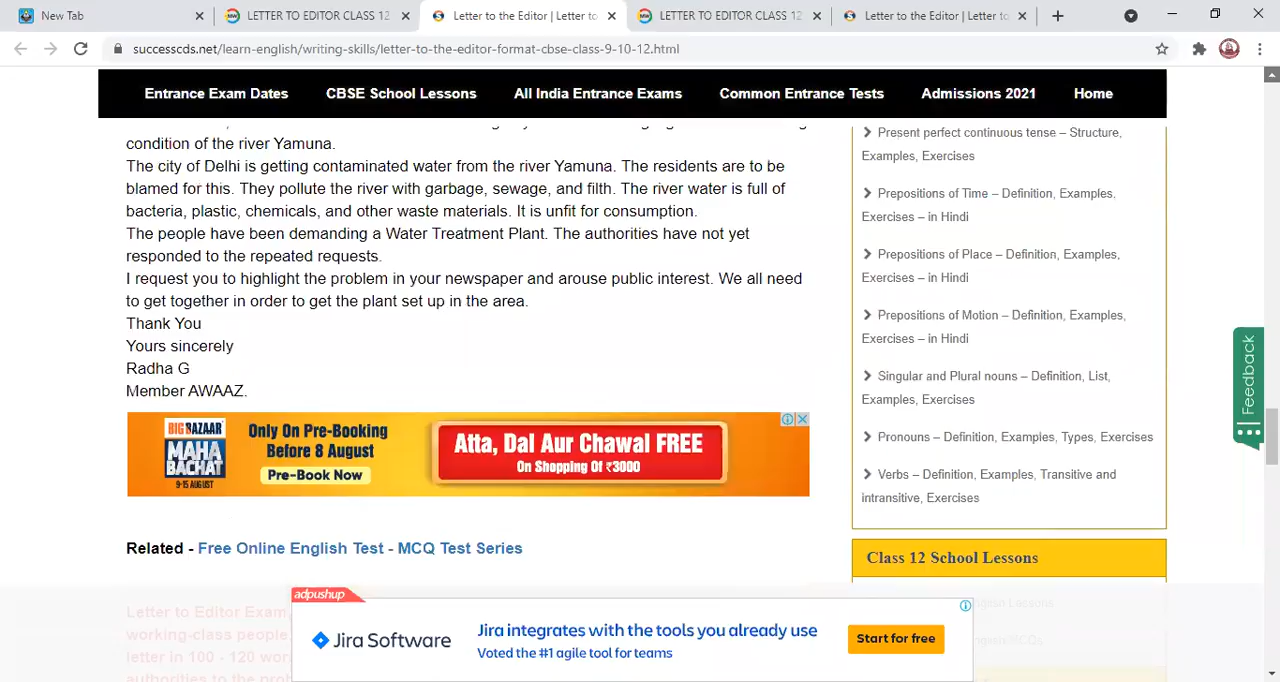 New Tab
LETTER TO EDITOR CLASS 12
Letter to the Editor | Letter to
LETTER TO EDITOR CLASS 12
Letter to the Editor | Letter to
successcds.net/learn-english/writing-skills/letter-to-the-editor-format-cbse-class-9-10-12.html
Entrance Exam Dates CBSE School Lessons All India Entrance Exams Common Entrance Tests Admissions 2021 Home
condition of the river Yamuna.
The city of Delhi is getting contaminated water from the river Yamuna. The residents are to be
blamed for this. They pollute the river with garbage, sewage, and filth. The river water is full of
bacteria, plastic, chemicals, and other waste materials. It is unfit for consumption.
The people have been demanding a Water Treatment Plant. The authorities have not yet
responded to the repeated requests.
I request you to highlight the problem in your newspaper and arouse public interest. We all need
to get together in order to get the plant set up in the area.
Thank You
Yours sincerely
Radha G
Member AWAAZ.
BIG BAZAAR
MAHA
BACHAT
9-15 AUGUST
Only On Pre-Booking
Before 8 August
Pre-Book Now
Atta, Dal Aur Chawal FREE
On Shopping Of ₹3000
Related - Free Online English Test - MCQ Test Series
Letter to Editor Exam
working-class people
letter in 100 - 120 wor
authorities to the prob
Present perfect continuous tense – Structure,
Examples, Exercises
Prepositions of Time – Definition, Examples,
Exercises – in Hindi
Prepositions of Place – Definition, Examples,
Exercises – in Hindi
Prepositions of Motion – Definition, Examples,
Exercises – in Hindi
Singular and Plural nouns – Definition, List,
Examples, Exercises
Pronouns – Definition, Examples, Types, Exercises
Verbs – Definition, Examples, Transitive and
intransitive, Exercises
Class 12 School Lessons
Lessons
Feedback
adpushup
Jira Software
Jira integrates with the tools you already use
Voted the #1 agile tool for teams
Start for free